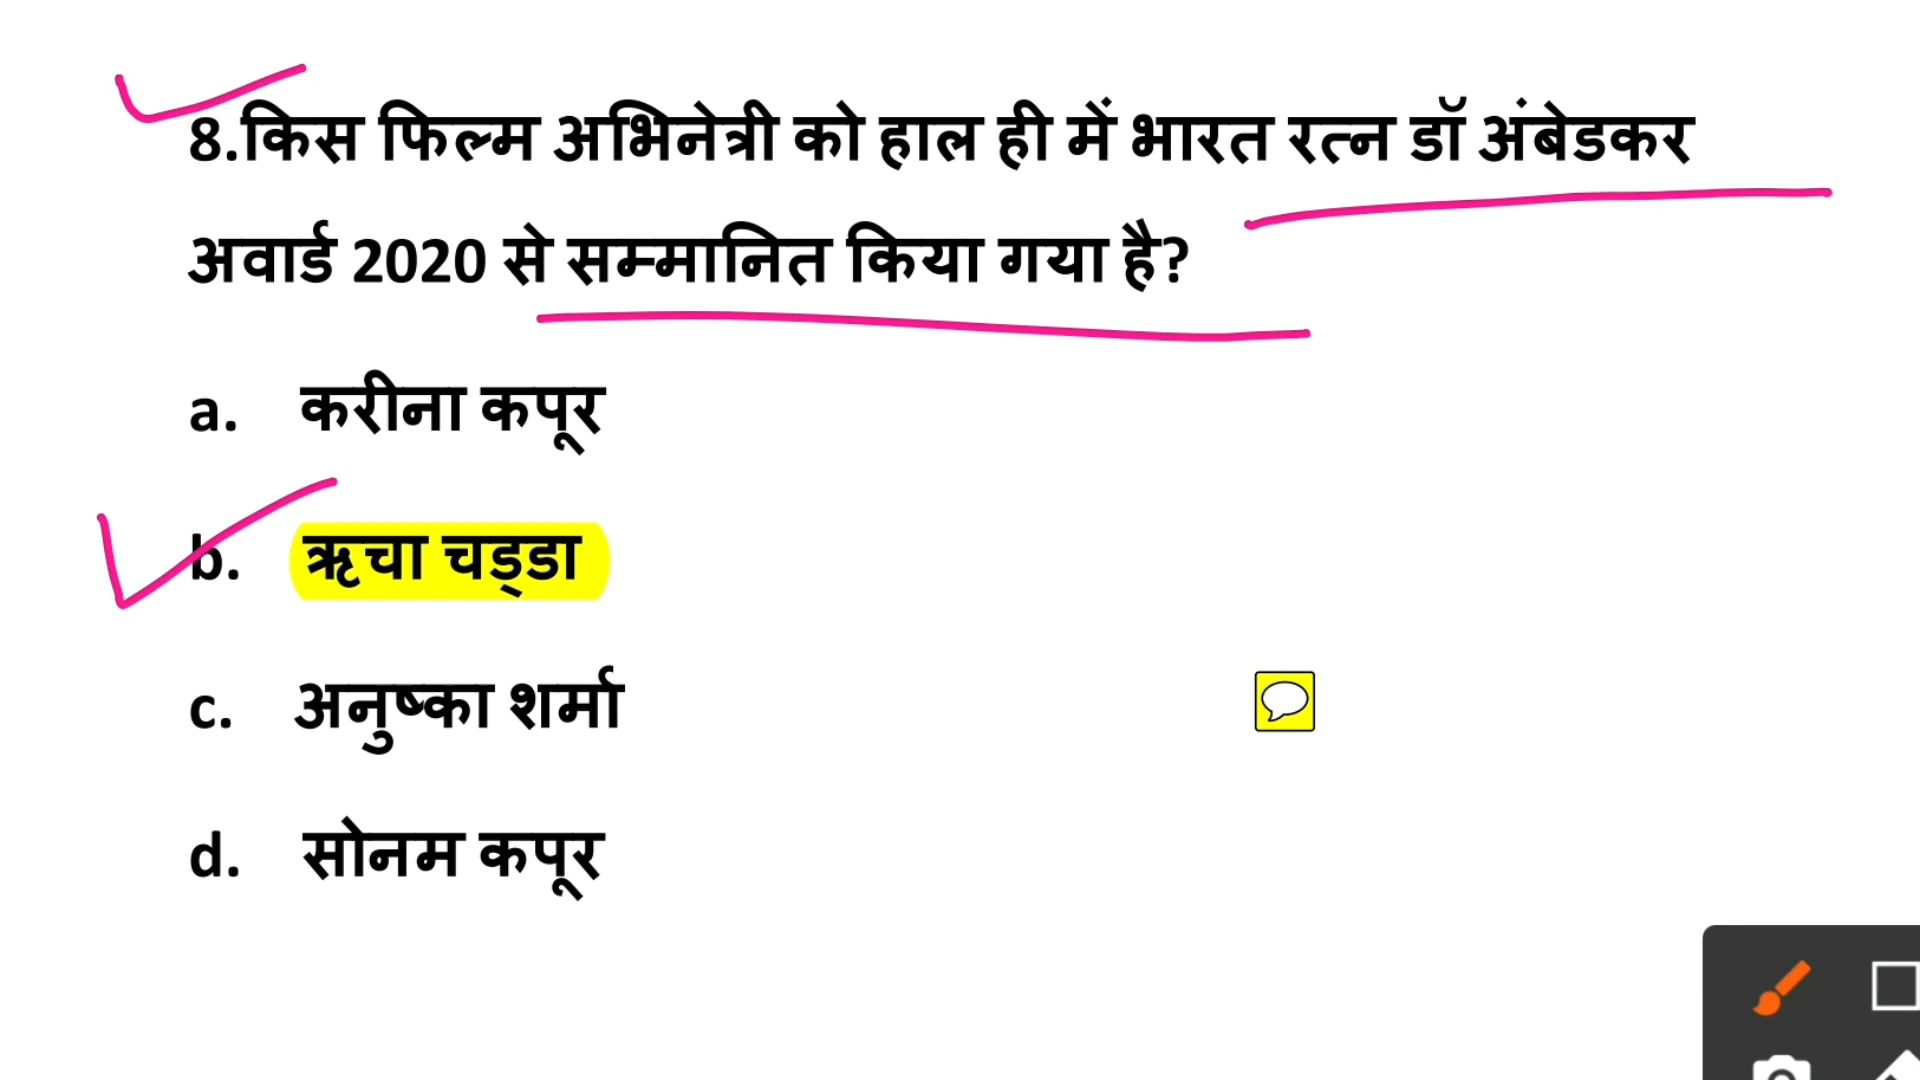 8.किस फिल्म अभिनेत्री को हाल ही में भारत रत्न डॉ अंबेडकर
अवार्ड 2020 से सम्मानित किया गया है?
a. करीना कपूर
b. ऋचा चड्डा
c. अनुष्का शर्मा
d. सोनम कपूर